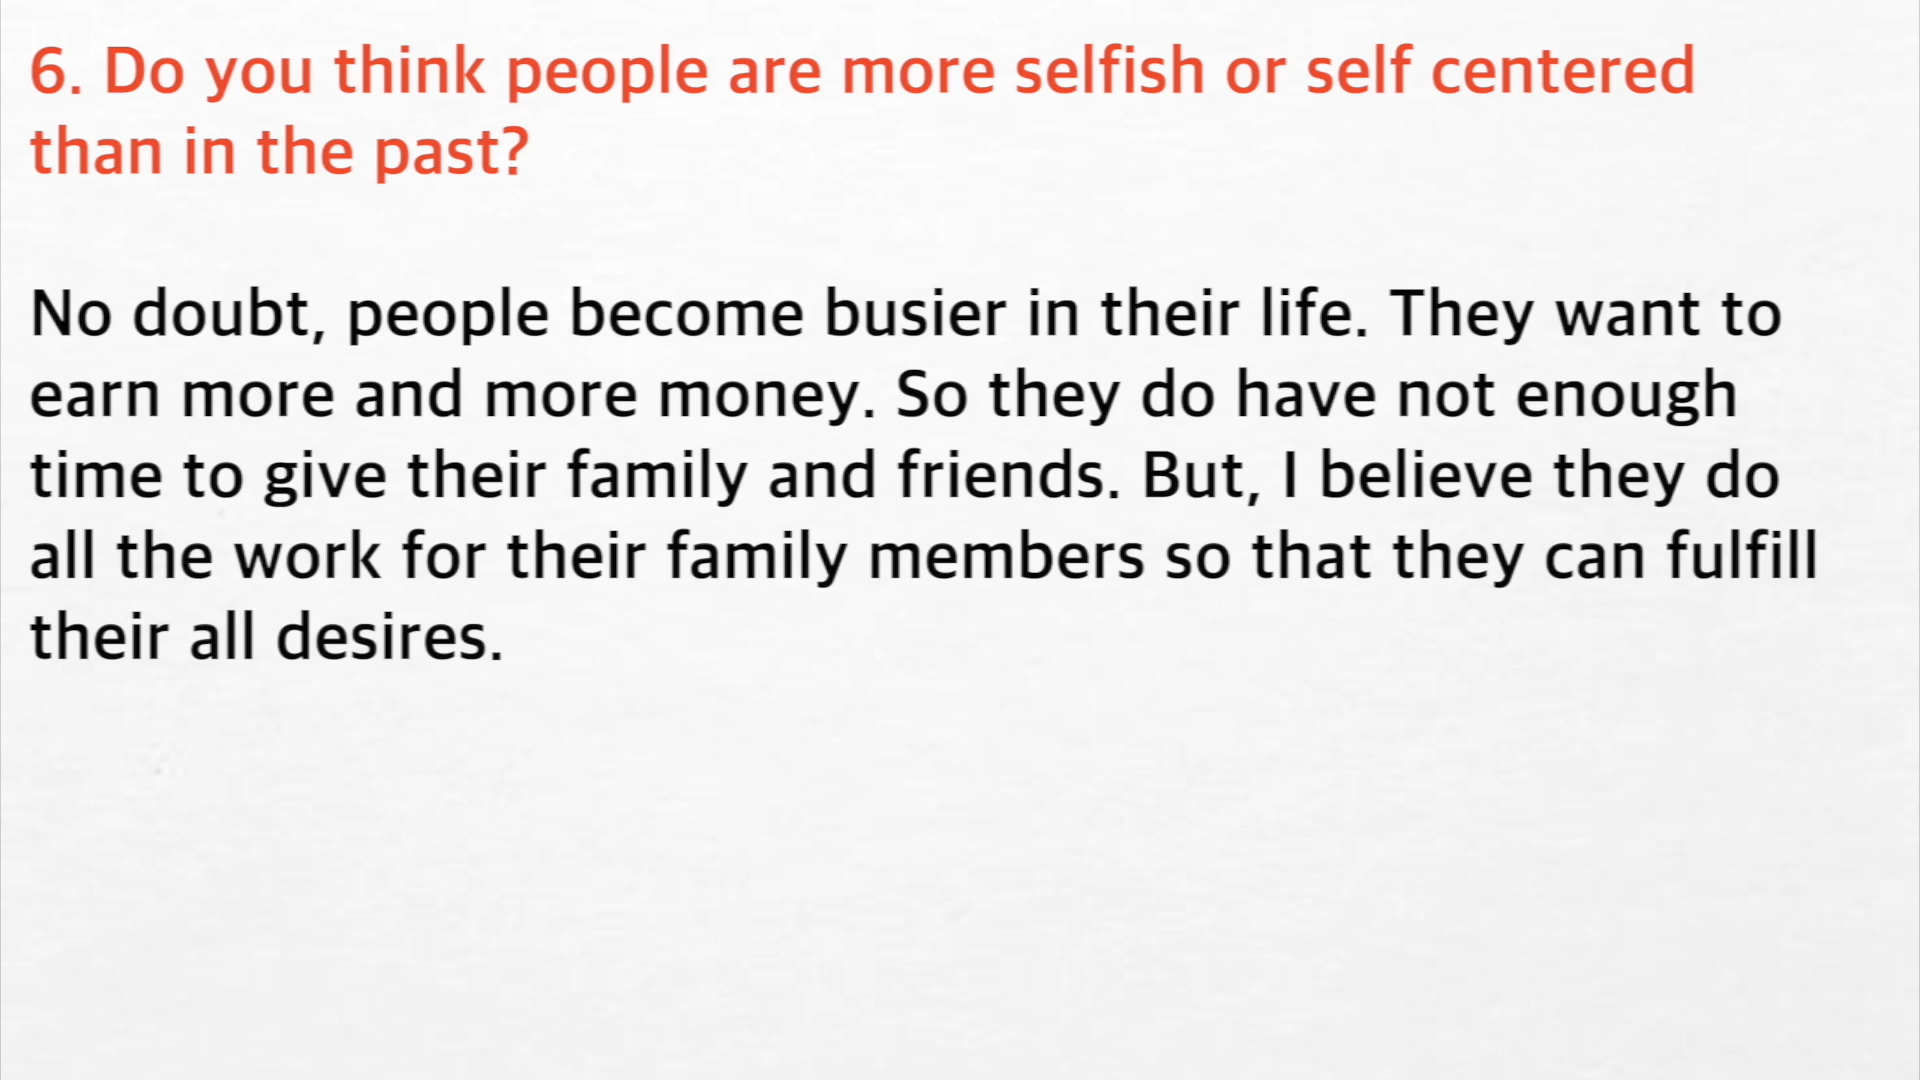 6. Do you think people are more selfish or self centered
than in the past?
No doubt, people become busier in their life. They want to
earn more and more money. So they do have not enough
time to give their family and friends. But, I believe they do
all the work for their family members so that they can fulfill
their all desires.